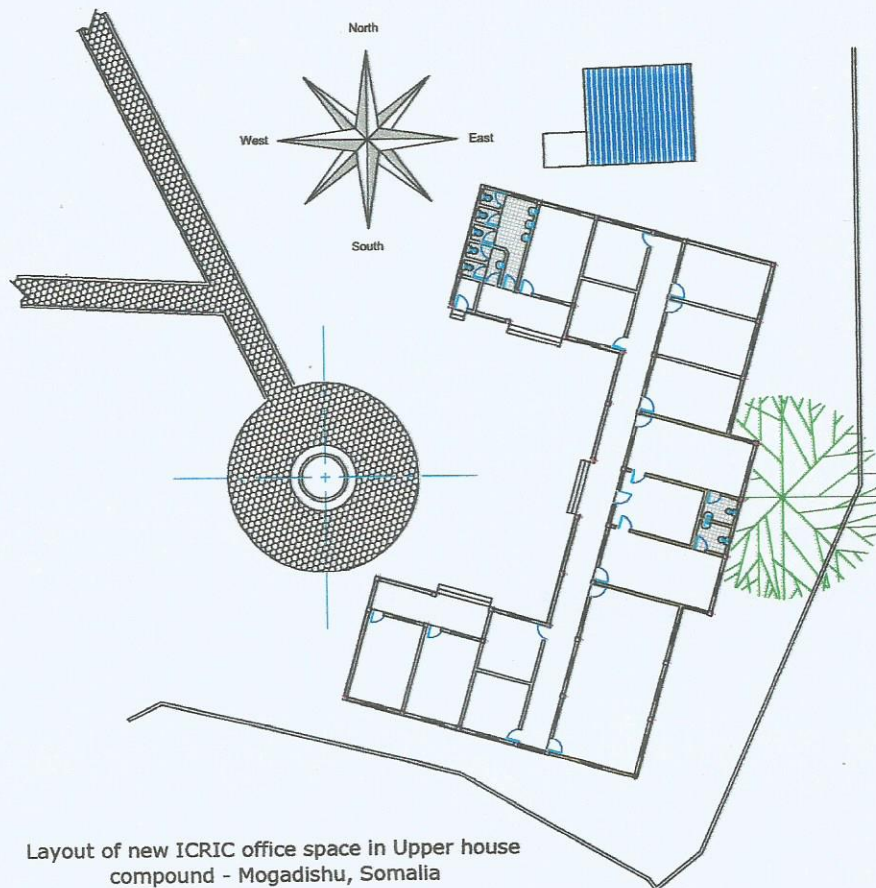 North
West
East
South
Layout of new ICRIC office space in Upper house
compound - Mogadishu, Somalia